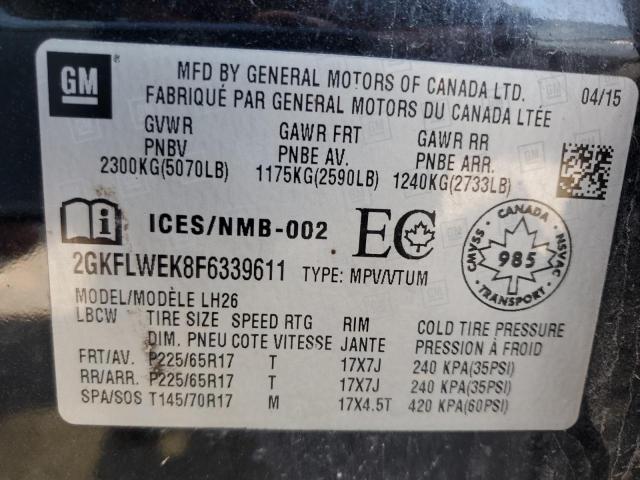 GM
MFD BY GENERAL MOTORS OF CANADA LTD. 04/15
FABRIQUÉ PAR GENERAL MOTORS DU CANADA LTÉE
GVWR GAWR FRT GAWR RR
PNBV PNBE AV. PNBE ARR.
2300KG(5070LB) 1175KG(2590LB) 1240KG(2733LB)
i ICES/NMB-002 EC
CANADA
CMVSS 985 NSVAC
TRANSPORT
2GKFLWEK8F6339611 TYPE: MPV/VTUM
MODEL/MODÈLE LH26
LBCW TIRE SIZE SPEED RTG RIM COLD TIRE PRESSURE
DIM. PNEU COTE VITESSE JANTE PRESSION À FROID
FRT/AV. P225/65R17 T 17X7J 240 KPA(35PSI)
RR/ARR. P225/65R17 T 17X7J 240 KPA(35PSI)
SPA/SOS T145/70R17 M 17X4.5T 420 KPA(60PSI)